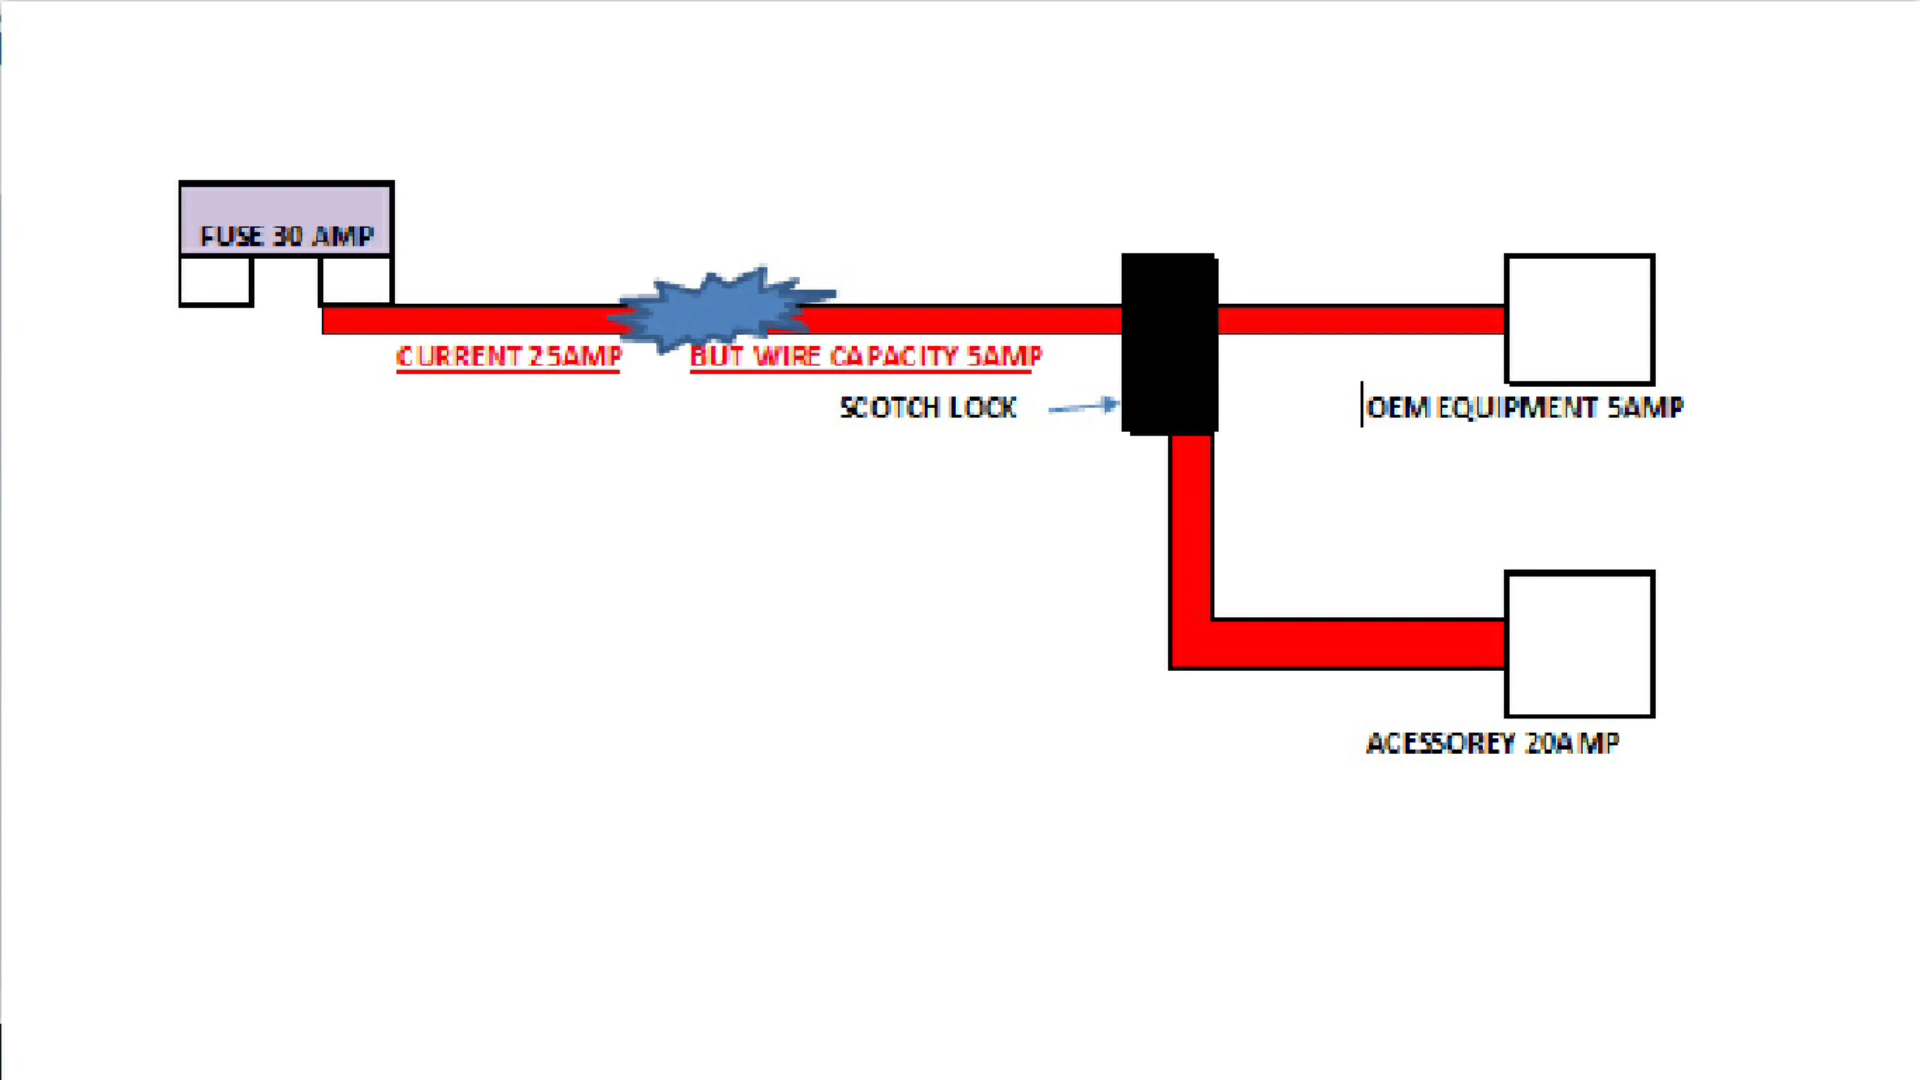 FUSE 30 AMP
CURRENT 25AMP
BUT WIRE CAPACITY 5AMP
SCOTCH LOCK
OEM EQUIPMENT 5AMP
ACESSOREY 20AMP